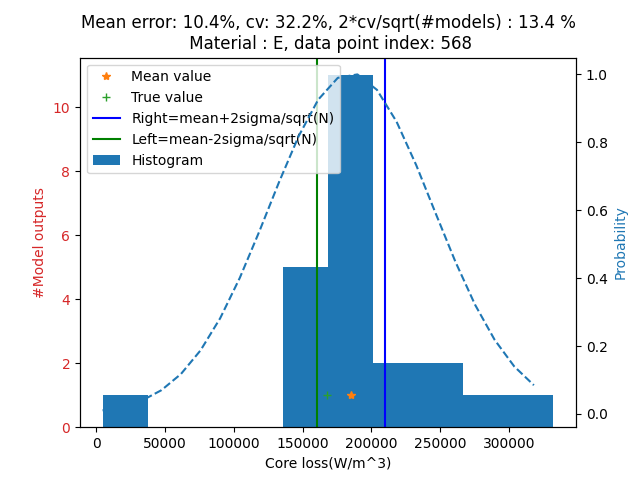 Mean error: 10.4%, cv: 32.2%, 2*cv/sqrt(#models) : 13.4 %
Material : E, data point index: 568
Mean value
True value
Right=mean+2sigma/sqrt(N)
Left=mean-2sigma/sqrt(N)
Histogram
#Model outputs
10
8
6
4
2
0
1.0
0.8
0.6
0.4
0.2
0.0
Probability
0 50000 100000 150000 200000 250000 300000
Core loss(W/m^3)